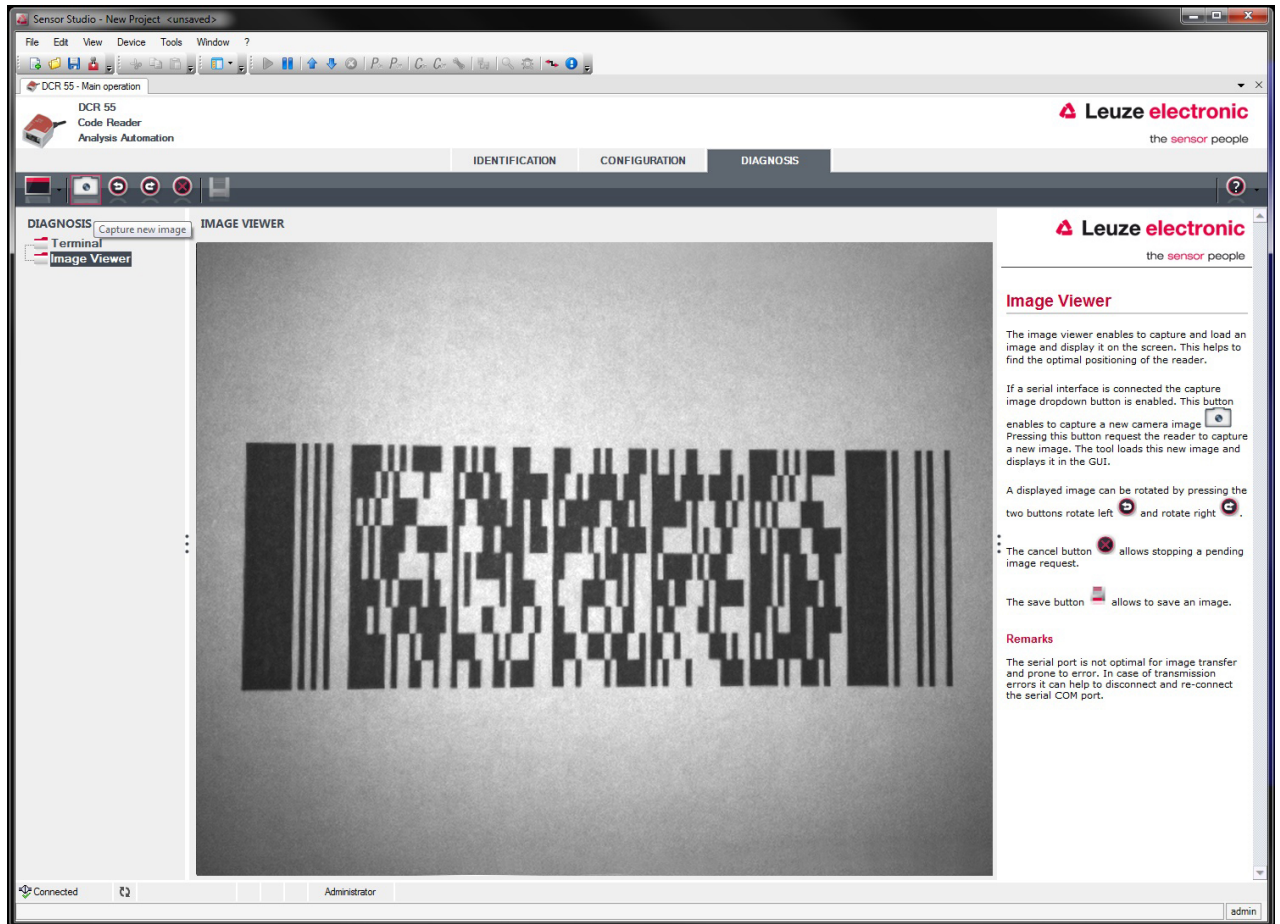 Sensor Studio - New Project <unsaved>
File Edit View Device Tools Window ?
DCR 55 - Main operation
DCR 55
Code Reader
Analysis Automation
Leuze electronic
the sensor people
IDENTIFICATION CONFIGURATION DIAGNOSIS
DIAGNOSIS
Capture new image
Terminal
Image Viewer
IMAGE VIEWER
Leuze electronic
the sensor people
Image Viewer
The image viewer enables to capture and load an
image and display it on the screen. This helps to
find the optimal positioning of the reader.
If a serial interface is connected the capture
image dropdown button is enabled. This button
enables to capture a new camera image
Pressing this button request the reader to capture
a new image. The tool loads this new image and
displays it in the GUI.
A displayed image can be rotated by pressing the
two buttons rotate left and rotate right .
The cancel button allows stopping a pending
image request.
The save button allows to save an image.
Remarks
The serial port is not optimal for image transfer
and prone to error. In case of transmission
errors it can help to disconnect and re-connect
the serial COM port.
Connected Administrator
admin